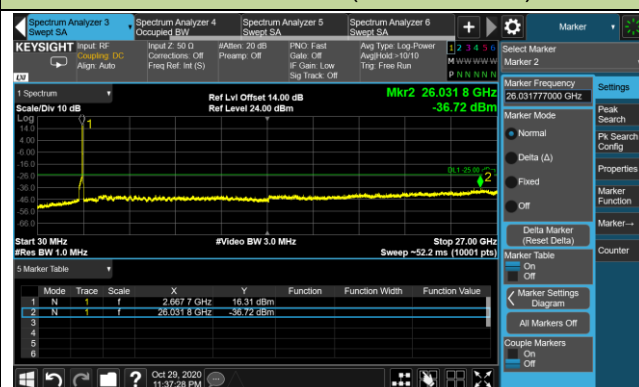 Spectrum Analyzer 3
Swept SA
Spectrum Analyzer 4
Occupied BW
Spectrum Analyzer 5
Swept SA
Spectrum Analyzer 6
Swept SA
Marker
KEYSIGHT
Input: RF
Coupling: DC
Align: Auto
Input Z: 50 Ω
Corrections: Off
Freq Ref: Int (S)
#Atten: 20 dB
Preamp: Off
PNO: Fast
Gate: Off
IF Gain: Low
Sig Track: Off
Avg Type: Log-Power
Avg|Hold:>10/10
Trig: Free Run
1 2 3 4 5 6
M W W W W W
P N N N N N
LVI
Select Marker
Marker 2
1 Spectrum
Scale/Div 10 dB
Log
Ref Lvl Offset 14.00 dB
Ref Level 24.00 dBm
Mkr2 26.031 8 GHz
-36.72 dBm
14.0
4.00
-6.00
-16.0
-26.0
-36.0
-46.0
-56.0
-66.0
1
DL1 -25.00 dBm
2
Start 30 MHz
#Res BW 1.0 MHz
#Video BW 3.0 MHz
Stop 27.00 GHz
Sweep ~52.2 ms (10001 pts)
5 Marker Table
Mode Trace Scale X Y Function Function Width Function Value
1 N 1 f 2.667 7 GHz 16.31 dBm
2 N 1 f 26.031 8 GHz -36.72 dBm
3
4
5
6
Oct 29, 2020
11:37:28 PM
Marker Frequency
26.031777000 GHz
Marker Mode
Normal
Delta (Δ)
Fixed
Off
Delta Marker
(Reset Delta)
Marker Table
On
Off
Marker Settings
Diagram
All Markers Off
Couple Markers
On
Off
Settings
Peak
Search
Pk Search
Config
Properties
Marker
Function
Marker→
Counter